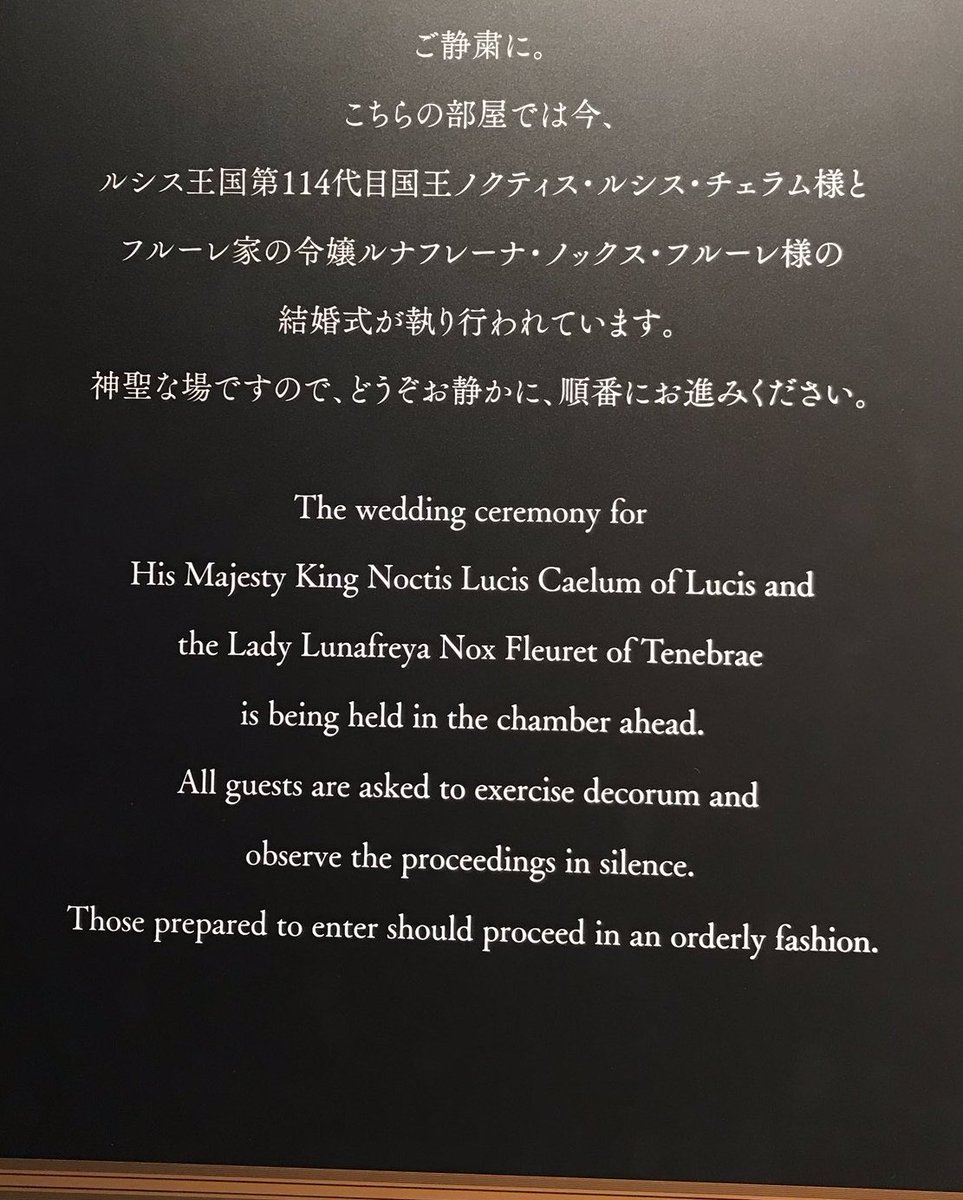 ご静粛に。
こちらの部屋では今、
ルシス王国第114代目国王ノクティス・ルシス・チェラム様と
フルーレ家の令嬢ルナフレーナ・ノックス・フルーレ様の
結婚式が執り行われています。
神聖な場ですので、どうぞお静かに、順番にお進みください。
The wedding ceremony for
His Majesty King Noctis Lucis Caelum of Lucis and
the Lady Lunafreya Nox Fleuret of Tenebrae
is being held in the chamber ahead.
All guests are asked to exercise decorum and
observe the proceedings in silence.
Those prepared to enter should proceed in an orderly fashion.